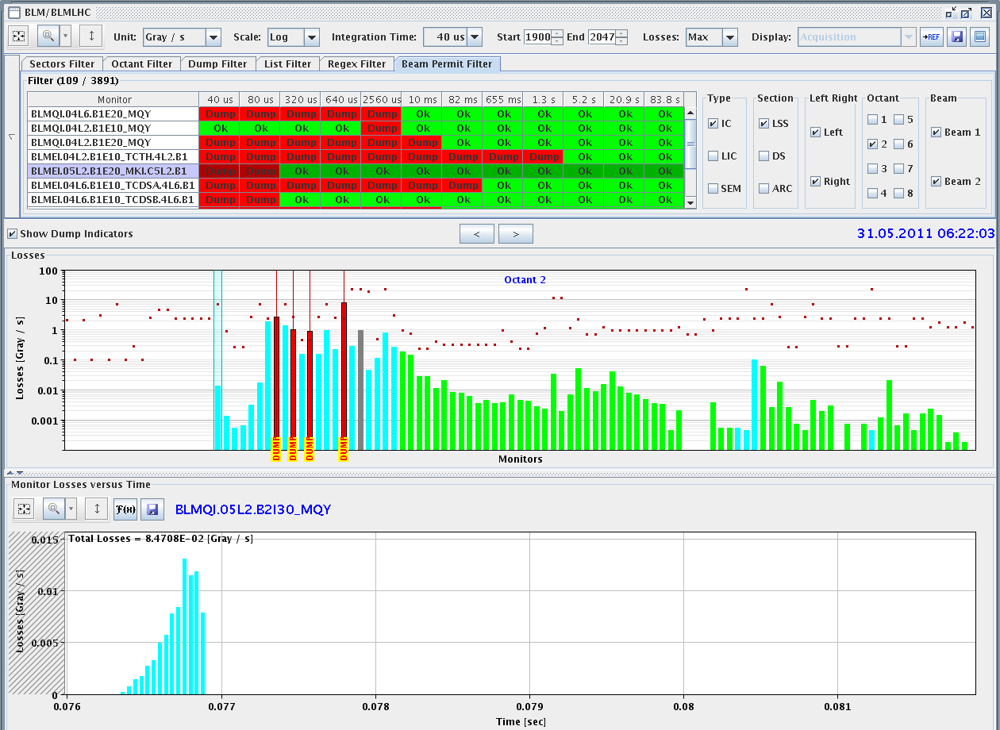 BLM/BLMLHC
Unit: Gray / s Scale: Log Integration Time: 40 us Start 1900 End 2047 Losses: Max Display: Acquisition →REF
Sectors Filter Octant Filter Dump Filter List Filter Regex Filter Beam Permit Filter
Filter (109 / 3891)
Monitor 40 us 80 us 320 us 640 us 2560 us 10 ms 82 ms 655 ms 1.3 s 5.2 s 20.9 s 83.8 s
BLMQI.04L6.B1E20_MQY Dump Dump Dump Dump Dump Ok Ok Ok Ok Ok Ok Ok
BLMQI.04L2.B1E10_MQY Ok Ok Ok Ok Dump Ok Ok Ok Ok Ok Ok Ok
BLMQI.04L2.B1E20_MQY Dump Dump Dump Dump Dump Dump Ok Ok Ok Ok Ok Ok
BLMEI.04L2.B1E10_TCTH.4L2.B1 Dump Dump Dump Dump Dump Dump Dump Dump Dump Ok Ok Ok
BLMEI.05L2.B1E20_MKI.C5L2.B1 Dump Dump Ok Ok Ok Ok Ok Ok Ok Ok Ok Ok
BLMEI.04L6.B1E10_TCDSA.4L6.B1 Dump Dump Dump Dump Dump Dump Dump Ok Ok Ok Ok Ok
BLMEI.04L6.B1E10_TCDSB.4L6.B1 Dump Dump Ok Ok Ok Ok Ok Ok Ok Ok Ok Ok
Type
IC
LIC
SEM
Section
LSS
DS
ARC
Left Right
Left
Right
Octant
1 5
2 6
3 7
4 8
Beam
Beam 1
Beam 2
Show Dump Indicators < > 31.05.2011 06:22:03
Losses
Octant 2
Losses [Gray / s]
100
10
1
0.1
0.01
0.001
DUMP DUMP DUMP DUMP
Monitors
Monitor Losses versus Time
F(x) BLMQI.05L2.B2I30_MQY
Total Losses = 8.4708E-02 [Gray / s]
Losses [Gray / s]
0.015
0.01
0.005
0
0.076 0.077 0.078 0.079 0.08 0.081
Time [sec]